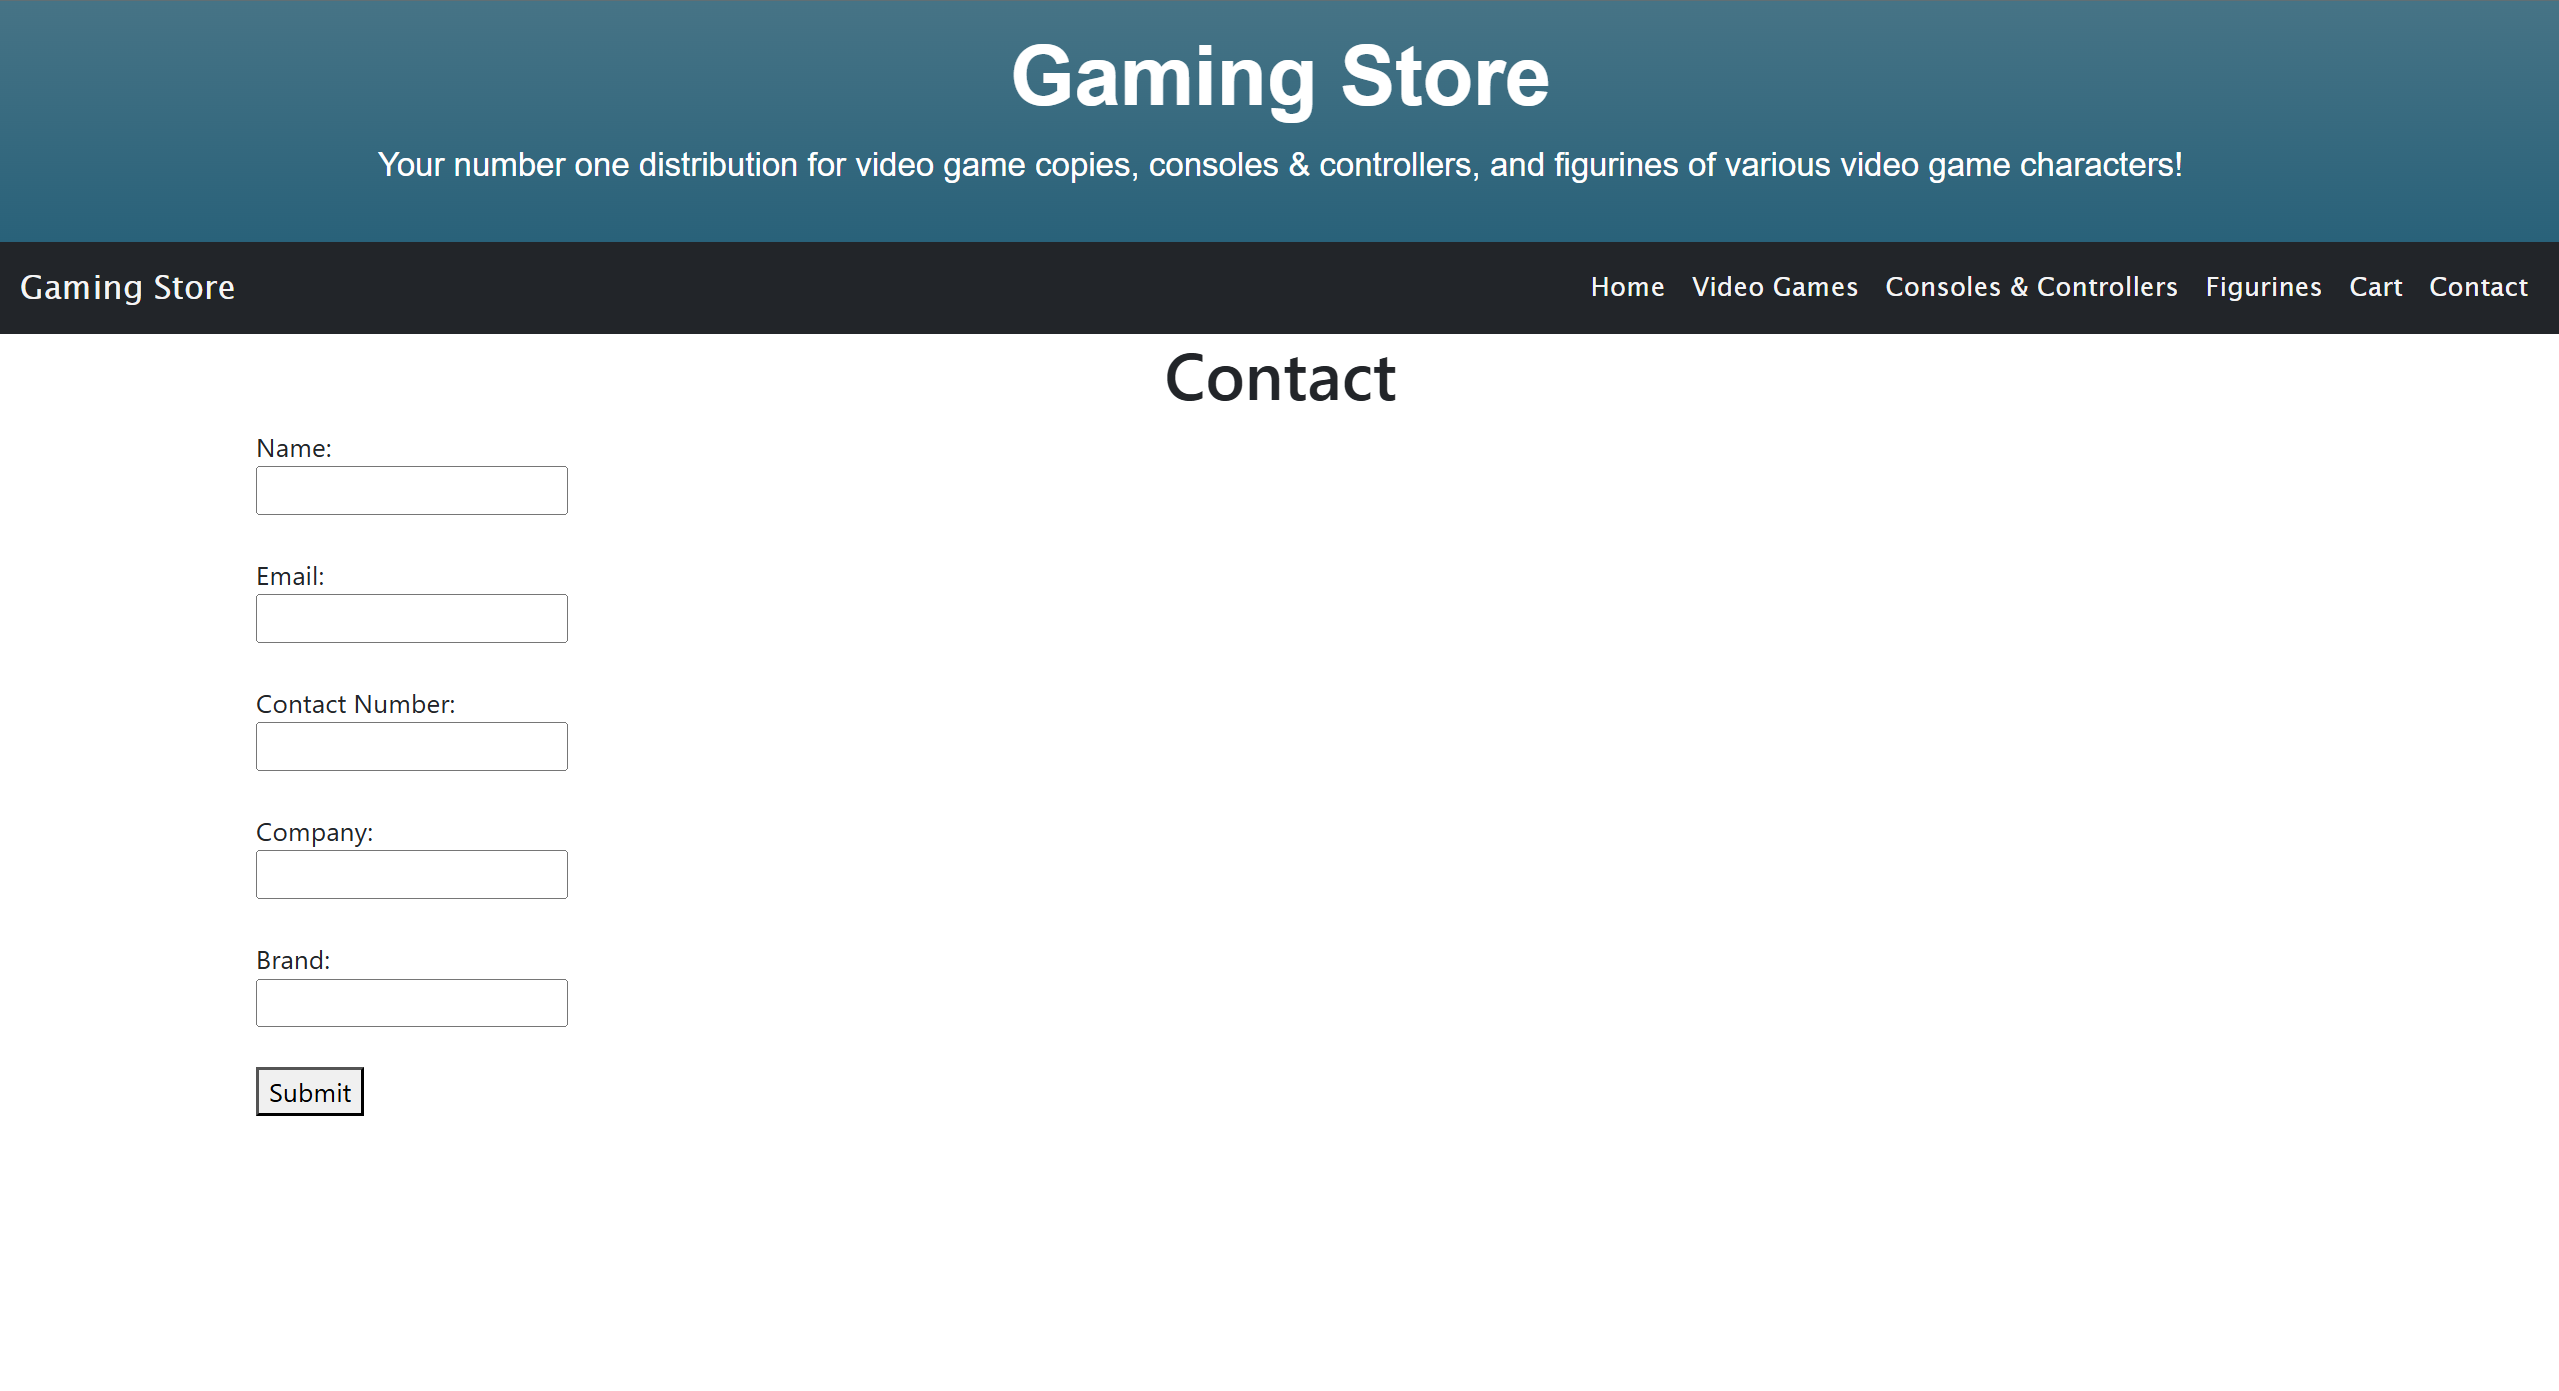 Gaming Store
Your number one distribution for video game copies, consoles & controllers, and figurines of various video game characters!
Gaming Store Home Video Games Consoles & Controllers Figurines Cart Contact
Contact
Name:
Email:
Contact Number:
Company:
Brand:
Submit